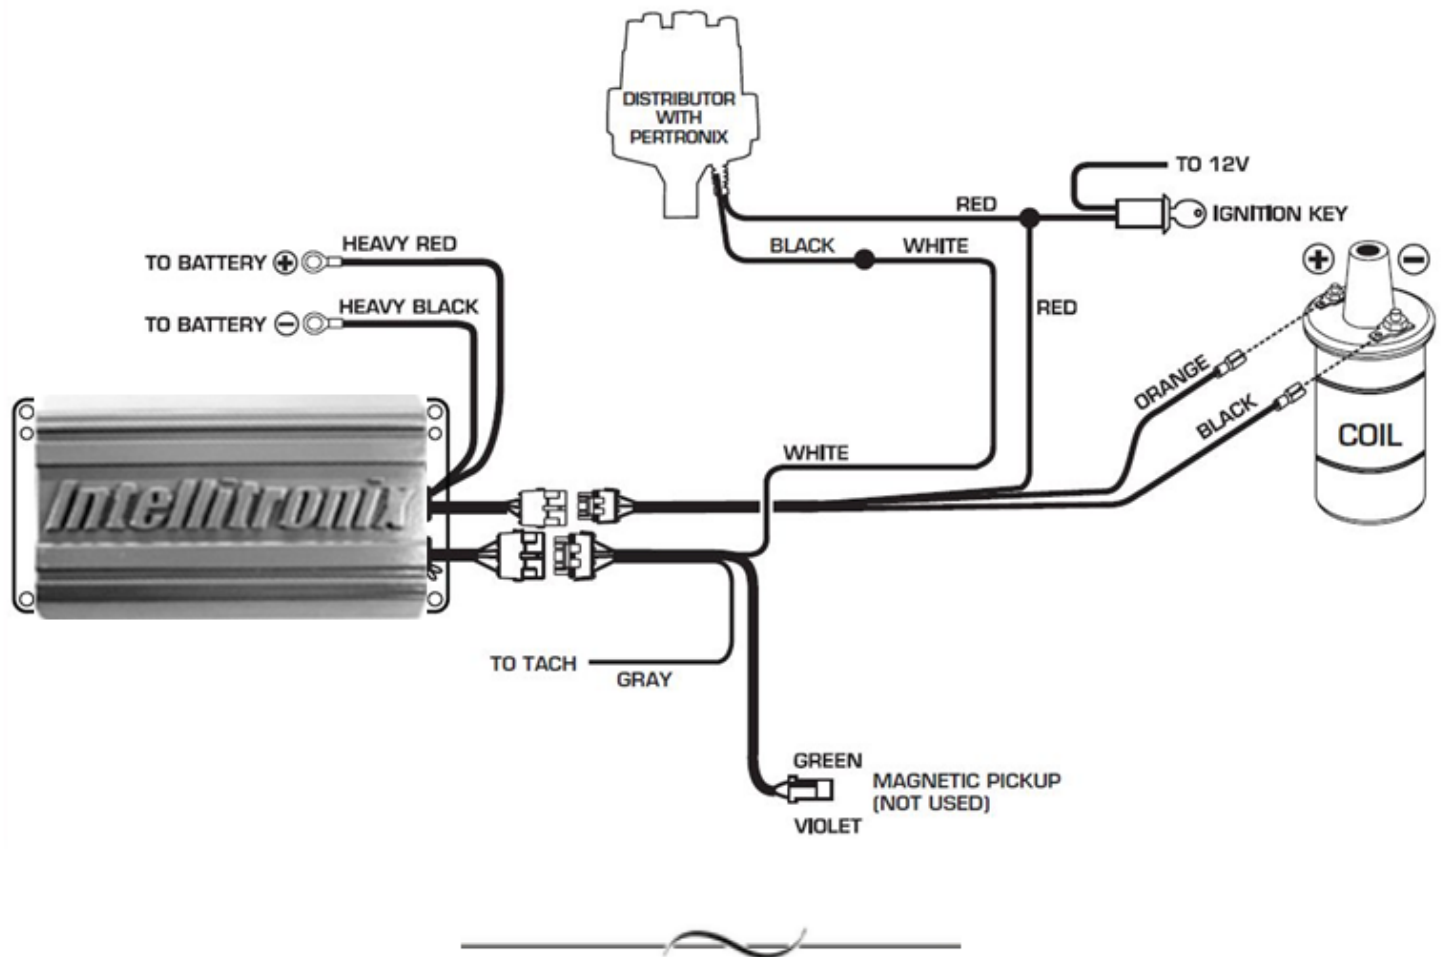 DISTRIBUTOR
WITH
PERTRONIX
TO 12V
RED
IGNITION KEY
BLACK
WHITE
HEAVY RED
TO BATTERY +
HEAVY BLACK
TO BATTERY -
+
-
RED
ORANGE
BLACK
COIL
WHITE
Intellitronix
TO TACH
GRAY
GREEN
MAGNETIC PICKUP
(NOT USED)
VIOLET